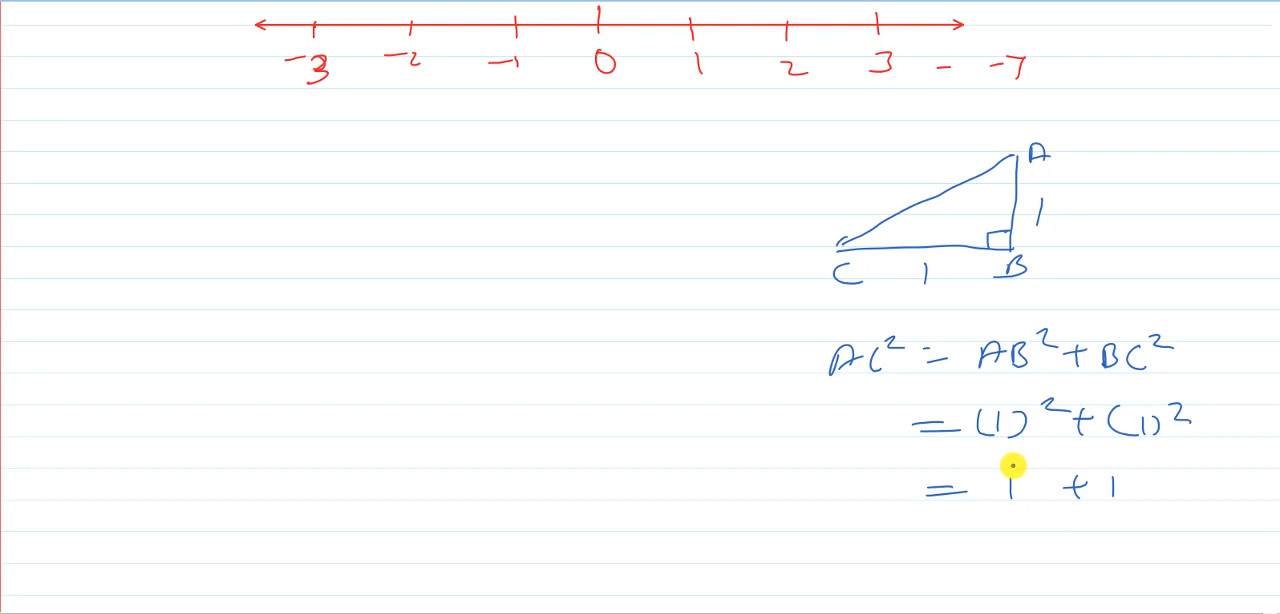 -3 -2 -1 0 1 2 3 - -7
A
1
C 1 B
AC² = AB² + BC²
= (1)² + (1)²
= 1 + 1